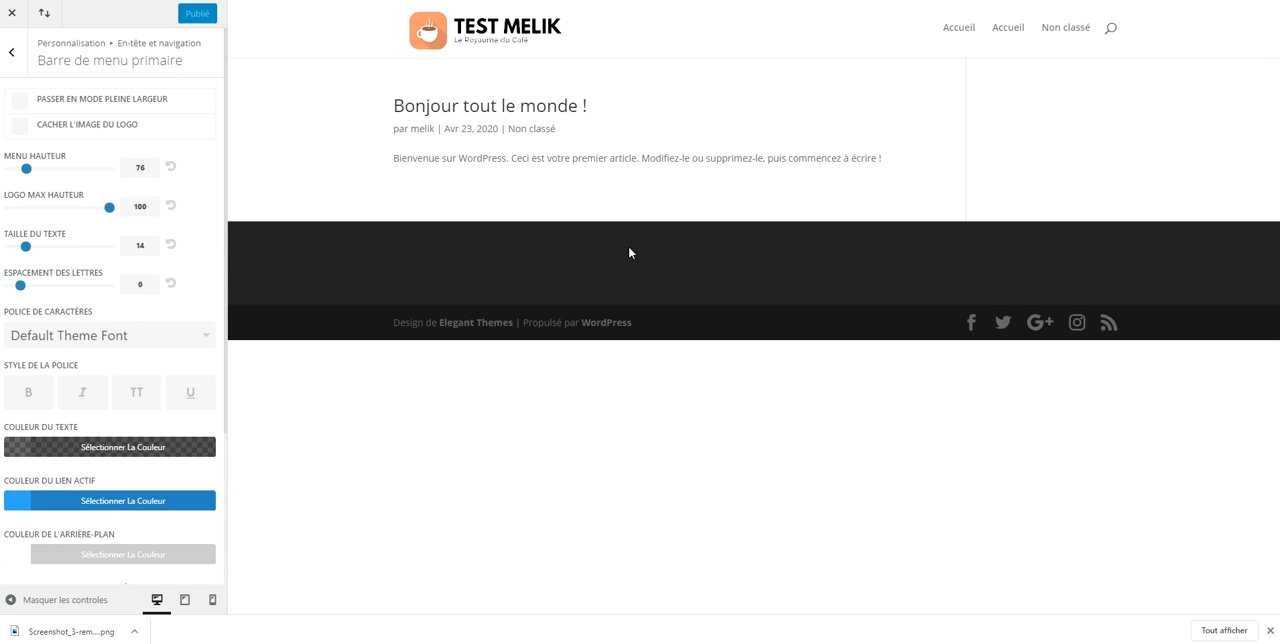 Publié
Personnalisation ▸ En-tête et navigation
Barre de menu primaire
PASSER EN MODE PLEINE LARGEUR
CACHER L'IMAGE DU LOGO
MENU HAUTEUR
76
LOGO MAX HAUTEUR
100
TAILLE DU TEXTE
14
ESPACEMENT DES LETTRES
0
POLICE DE CARACTÈRES
Default Theme Font
STYLE DE LA POLICE
B I TT U
COULEUR DU TEXTE
Sélectionner La Couleur
COULEUR DU LIEN ACTIF
Sélectionner La Couleur
COULEUR DE L'ARRIÈRE-PLAN
Sélectionner La Couleur
Masquer les controles
TEST MELIK
Le Royaume du Café
Accueil Accueil Non classé
Bonjour tout le monde !
par melik | Avr 23, 2020 | Non classé
Bienvenue sur WordPress. Ceci est votre premier article. Modifiez-le ou supprimez-le, puis commencez à écrire !
Design de Elegant Themes | Propulsé par WordPress
Screenshot_3-rem....png
Tout afficher